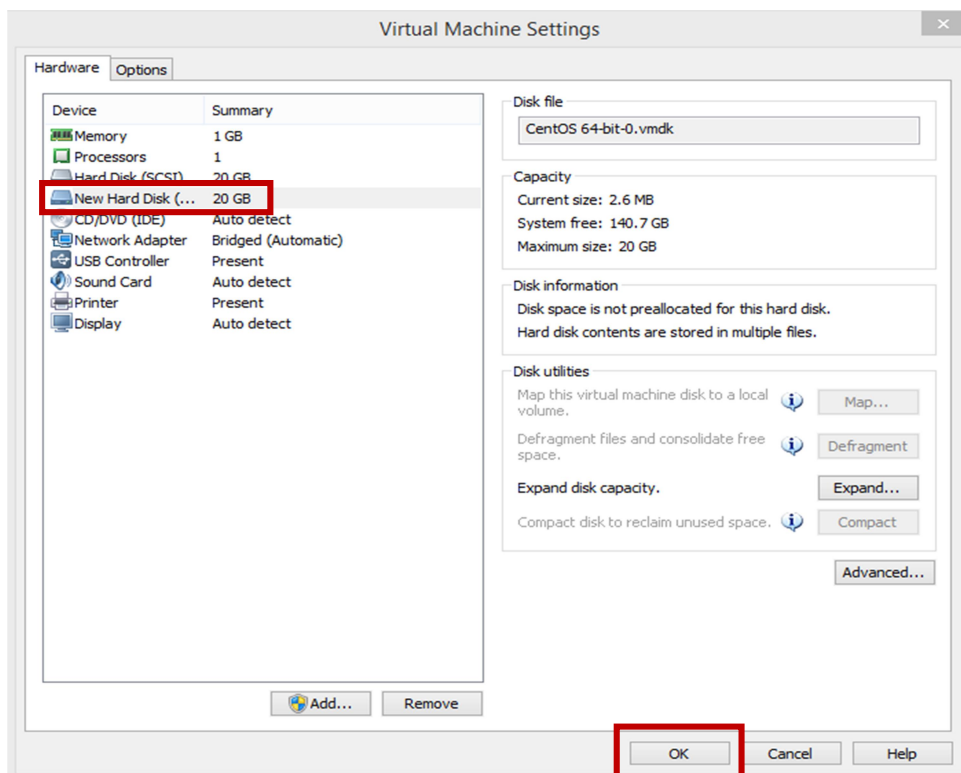 Virtual Machine Settings
Hardware Options
Device Summary
Memory 1 GB
Processors 1
Hard Disk (SCSI) 20 GB
New Hard Disk (... 20 GB
CD/DVD (IDE) Auto detect
Network Adapter Bridged (Automatic)
USB Controller Present
Sound Card Auto detect
Printer Present
Display Auto detect
Add... Remove
Disk file
CentOS 64-bit-0.vmdk
Capacity
Current size: 2.6 MB
System free: 140.7 GB
Maximum size: 20 GB
Disk information
Disk space is not preallocated for this hard disk.
Hard disk contents are stored in multiple files.
Disk utilities
Map this virtual machine disk to a local
volume.
Map...
Defragment files and consolidate free
space.
Defragment
Expand disk capacity. Expand...
Compact disk to reclaim unused space. Compact
Advanced...
OK Cancel Help